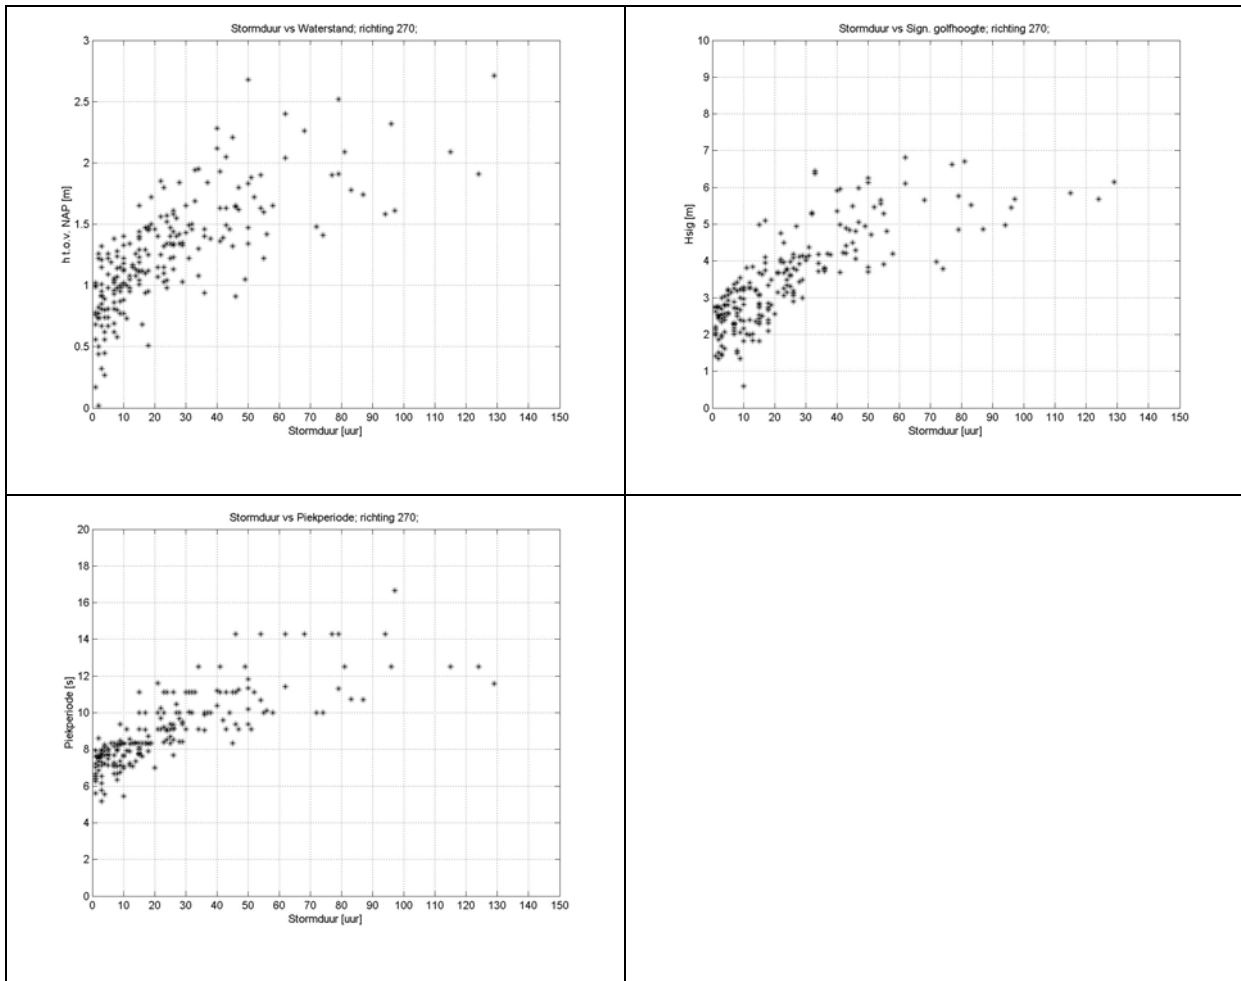 Stormduur vs Waterstand; richting 270;
3
2.5
2
1.5
1
0.5
0
h t.o.v. NAP [m]
0 10 20 30 40 50 60 70 80 90 100 110 120 130 140 150
Stormduur [uur]
Stormduur vs Sign. golfhoogte; richting 270;
10
9
8
7
6
5
4
3
2
1
0
Hsig [m]
0 10 20 30 40 50 60 70 80 90 100 110 120 130 140 150
Stormduur [uur]
Stormduur vs Piekperiode; richting 270;
20
18
16
14
12
10
8
6
4
2
0
Piekperiode [s]
0 10 20 30 40 50 60 70 80 90 100 110 120 130 140 150
Stormduur [uur]